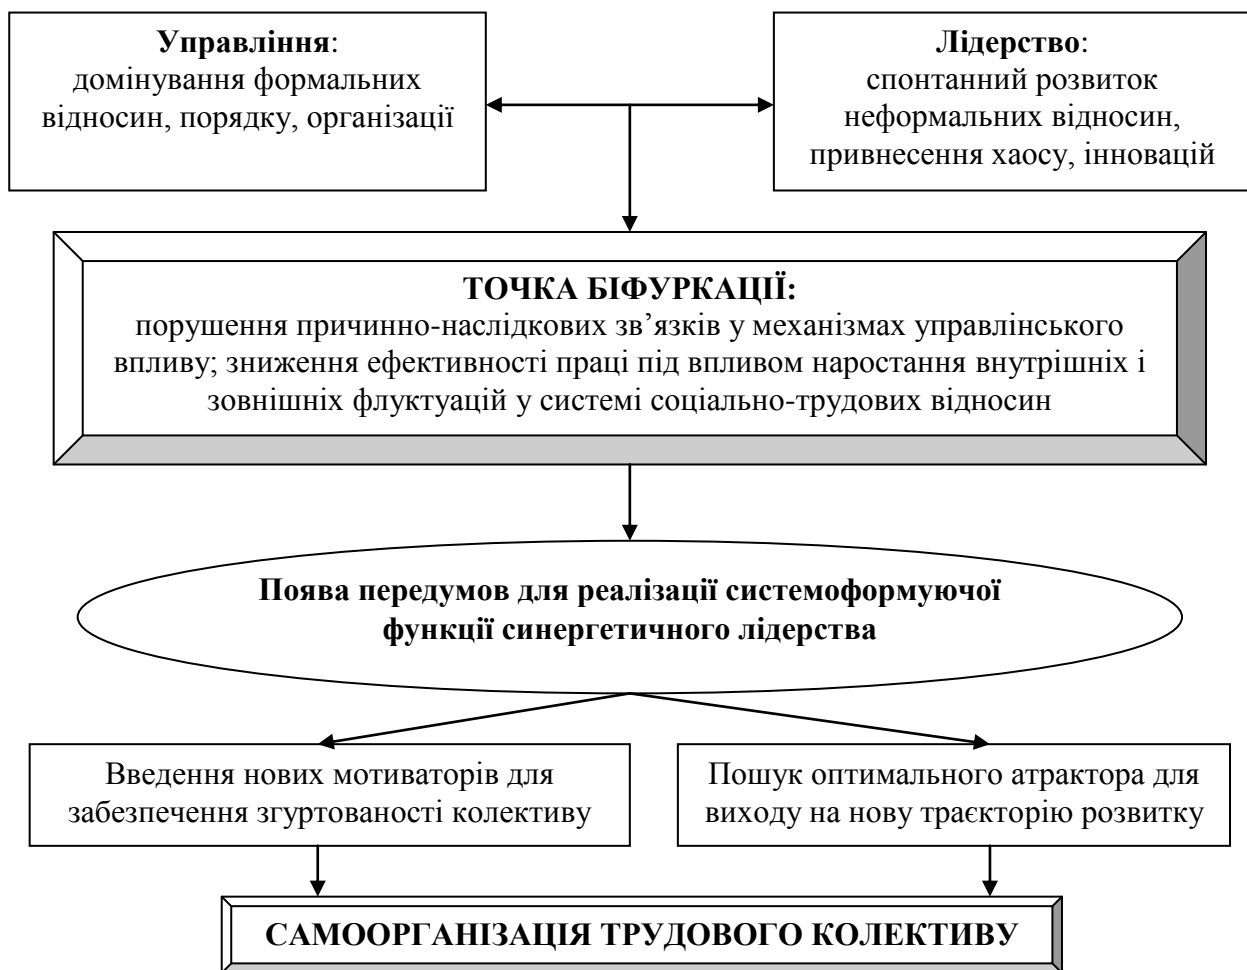 Управління:
домінування формальних
відносин, порядку, організації
Лідерство:
спонтанний розвиток
неформальних відносин,
привнесення хаосу, інновацій
ТОЧКА БІФУРКАЦІЇ:
порушення причинно-наслідкових зв’язків у механізмах управлінського
впливу; зниження ефективності праці під впливом наростання внутрішніх і
зовнішніх флуктуацій у системі соціально-трудових відносин
Поява передумов для реалізації системоформуючої
функції синергетичного лідерства
Введення нових мотиваторів для
забезпечення згуртованості колективу
Пошук оптимального атрактора для
виходу на нову траєкторію розвитку
САМООРГАНІЗАЦІЯ ТРУДОВОГО КОЛЕКТИВУ